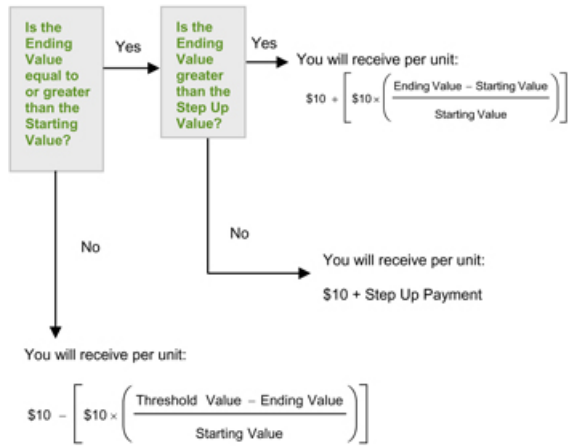 Is the
Ending
Value
equal to
or greater
than the
Starting
Value?
Yes
Is the
Ending
Value
greater
than the
Step Up
Value?
Yes
You will receive per unit:
$10 + [ $10 × ( Ending Value – Starting Value
Starting Value ) ]
No
No
You will receive per unit:
$10 + Step Up Payment
You will receive per unit:
$10 – [ $10 × ( Threshold Value – Ending Value
Starting Value ) ]